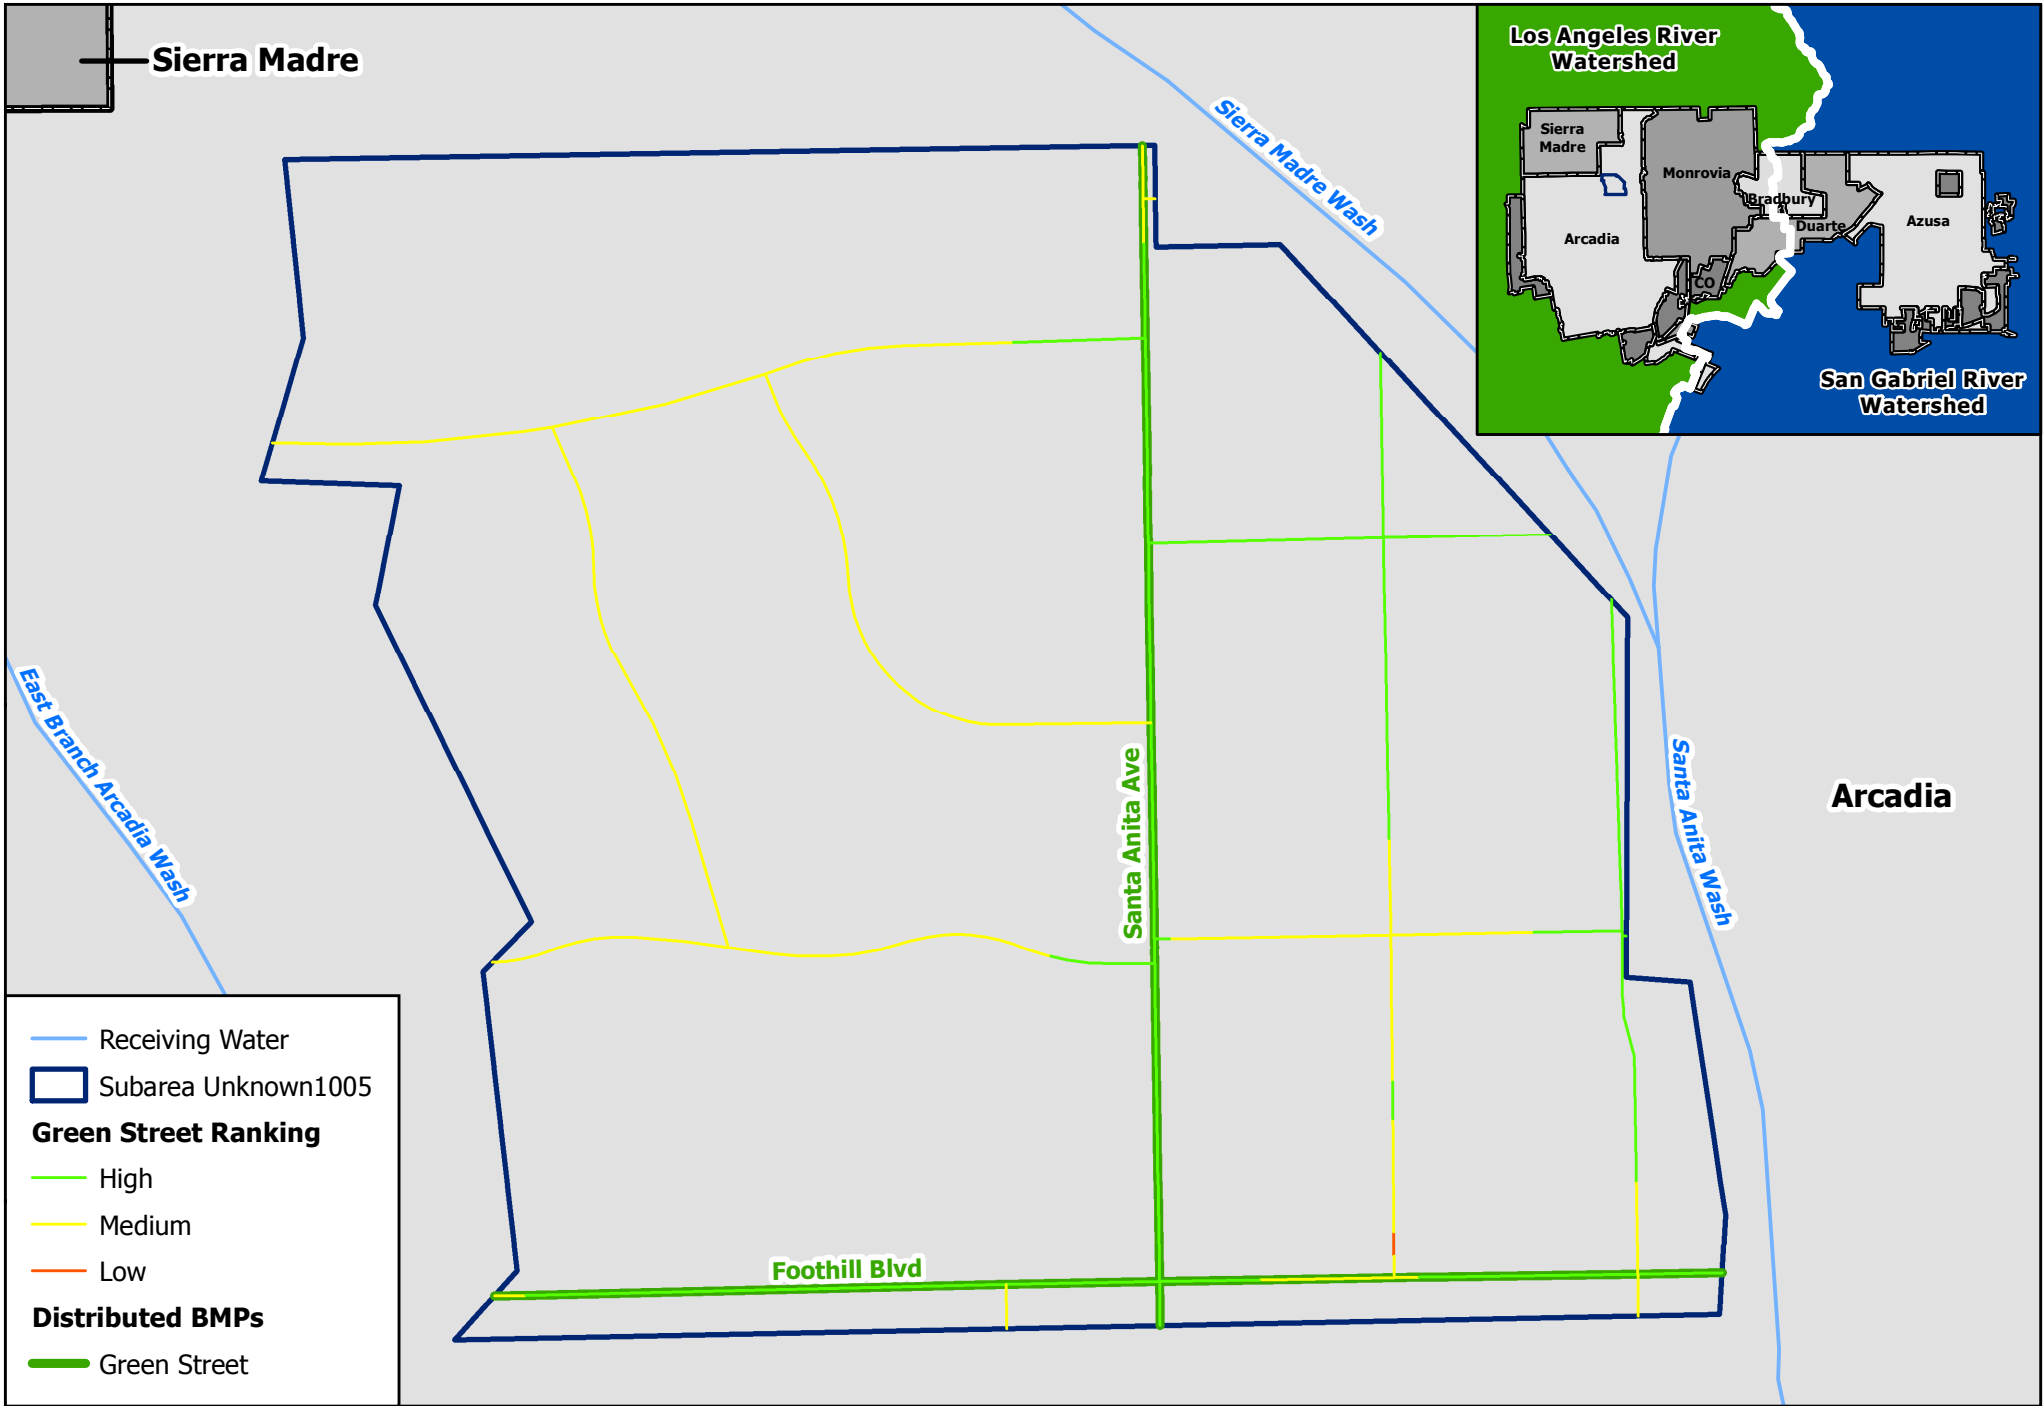 Sierra Madre
Los Angeles River
Watershed
Sierra
Madre
Monrovia
Bradbury
Duarte
Azusa
Arcadia
CO
San Gabriel River
Watershed
Sierra Madre Wash
East Branch Arcadia Wash
Santa Anita Ave
Santa Anita Wash
Arcadia
Foothill Blvd
Receiving Water
Subarea Unknown1005
Green Street Ranking
High
Medium
Low
Distributed BMPs
Green Street